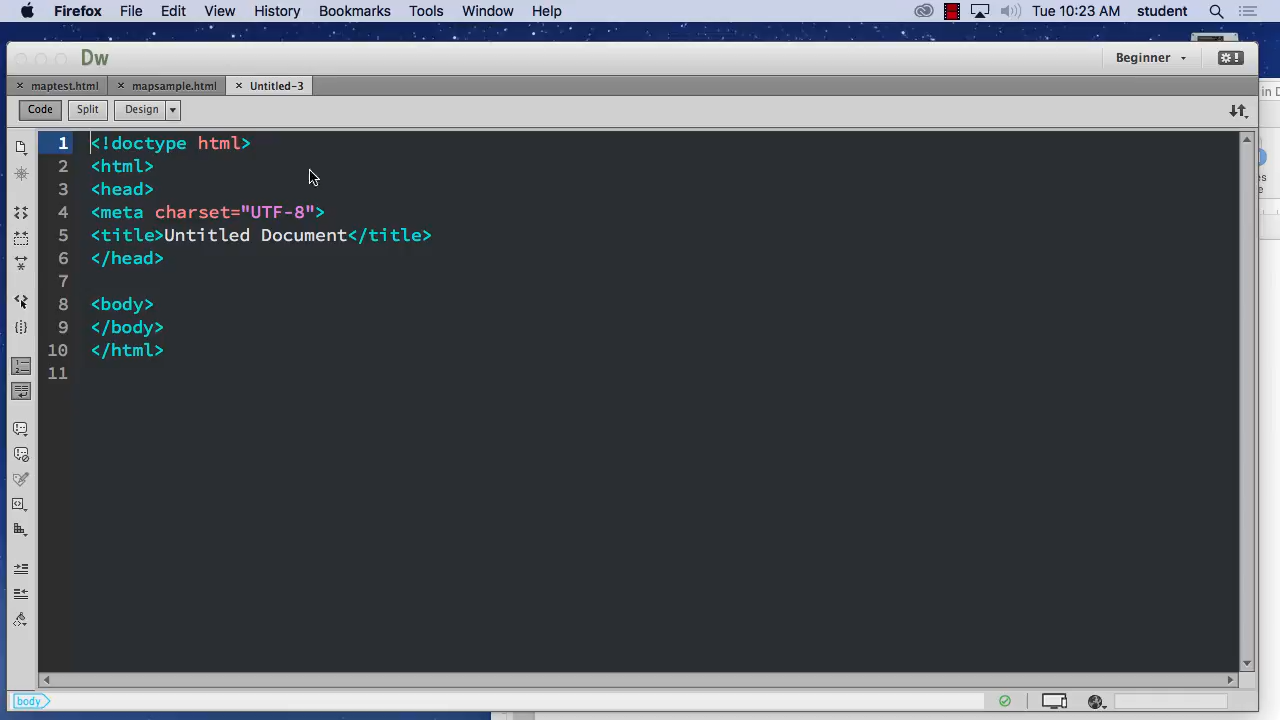 Firefox File Edit View History Bookmarks Tools Window Help Tue 10:23 AM student
Dw Beginner
maptest.html mapsample.html Untitled-3
in D
Code Split Design
1 <!doctype html>
2 <html>
3 <head>
4 <meta charset="UTF-8">
5 <title>Untitled Document</title>
6 </head>
7
8 <body>
9 </body>
10 </html>
11
body